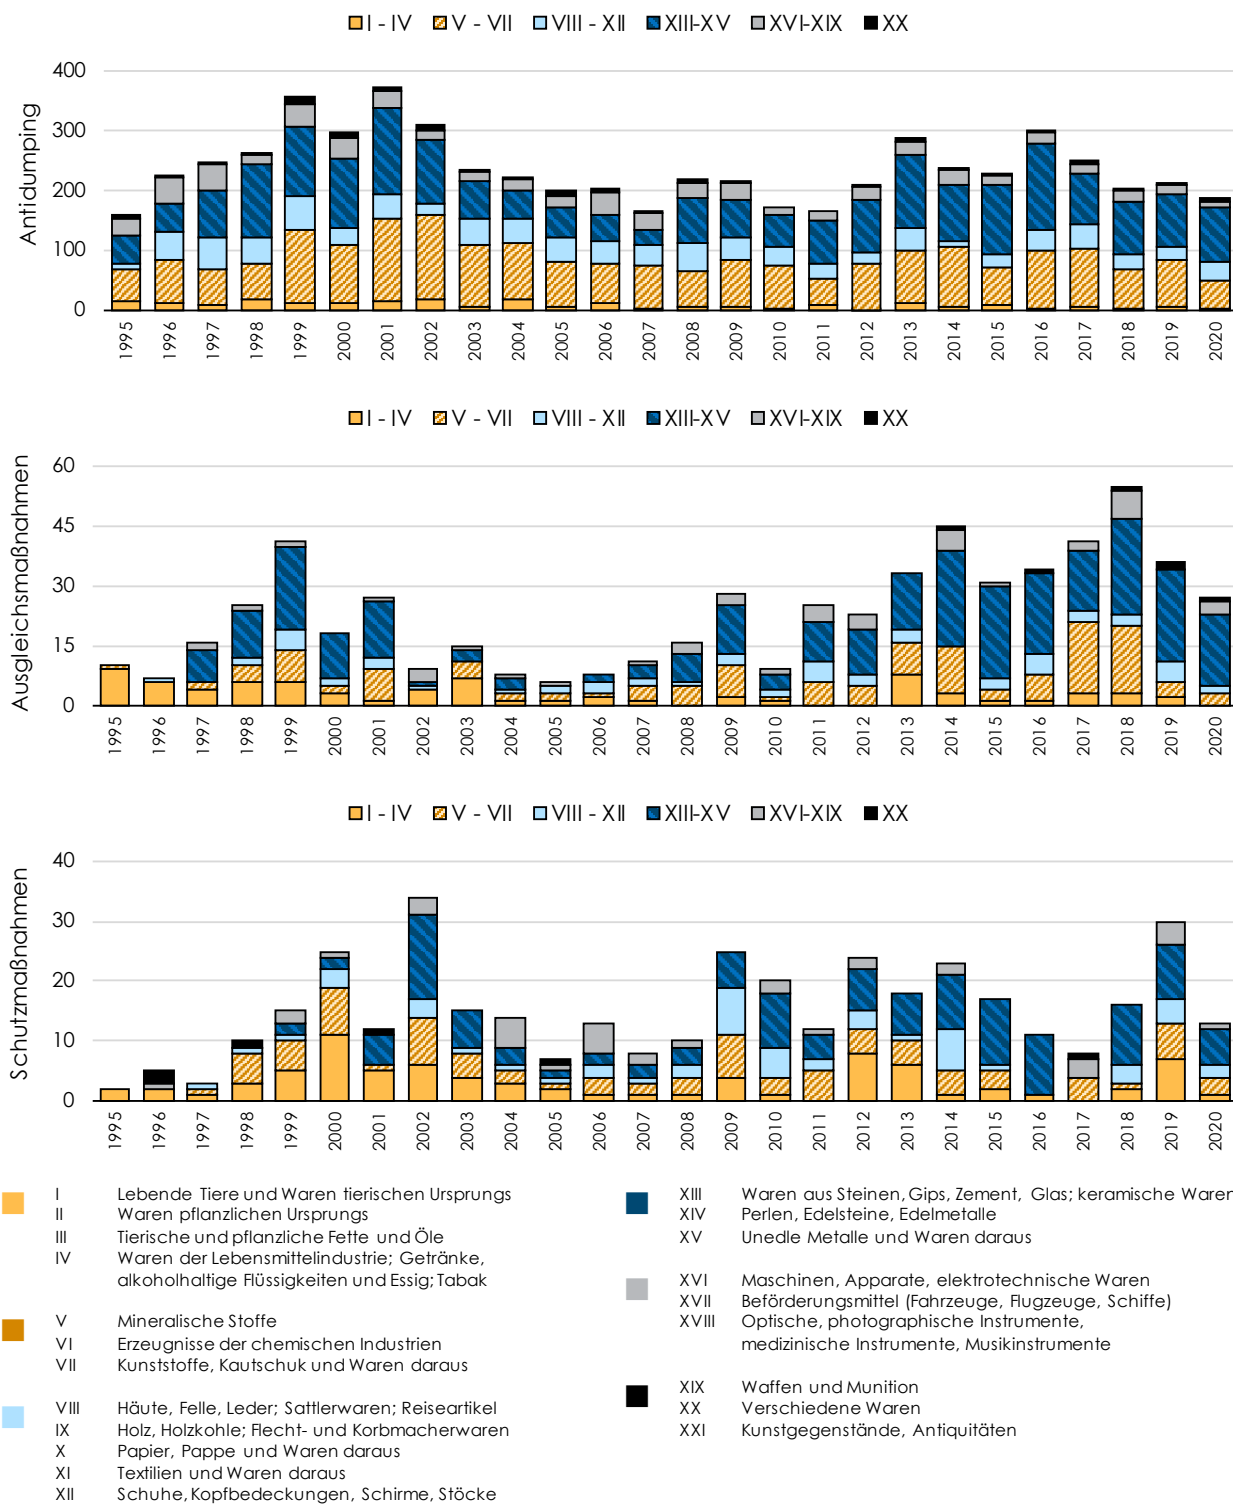 I - IV V - VII VIII - XII XIII-XV XVI-XIX XX
Antidumping
400
300
200
100
0
1995 1996 1997 1998 1999 2000 2001 2002 2003 2004 2005 2006 2007 2008 2009 2010 2011 2012 2013 2014 2015 2016 2017 2018 2019 2020
I - IV V - VII VIII - XII XIII-XV XVI-XIX XX
Ausgleichsmaßnahmen
60
45
30
15
0
1995 1996 1997 1998 1999 2000 2001 2002 2003 2004 2005 2006 2007 2008 2009 2010 2011 2012 2013 2014 2015 2016 2017 2018 2019 2020
I - IV V - VII VIII - XII XIII-XV XVI-XIX XX
Schutzmaßnahmen
40
30
20
10
0
1995 1996 1997 1998 1999 2000 2001 2002 2003 2004 2005 2006 2007 2008 2009 2010 2011 2012 2013 2014 2015 2016 2017 2018 2019 2020
I Lebende Tiere und Waren tierischen Ursprungs
II Waren pflanzlichen Ursprungs
III Tierische und pflanzliche Fette und Öle
IV Waren der Lebensmittelindustrie; Getränke,
alkoholhaltige Flüssigkeiten und Essig; Tabak
V Mineralische Stoffe
VI Erzeugnisse der chemischen Industrien
VII Kunststoffe, Kautschuk und Waren daraus
VIII Häute, Felle, Leder; Sattlerwaren; Reiseartikel
IX Holz, Holzkohle; Flecht- und Korbmacherwaren
X Papier, Pappe und Waren daraus
XI Textilien und Waren daraus
XII Schuhe, Kopfbedeckungen, Schirme, Stöcke
XIII Waren aus Steinen, Gips, Zement, Glas; keramische Waren
XIV Perlen, Edelsteine, Edelmetalle
XV Unedle Metalle und Waren daraus
XVI Maschinen, Apparate, elektrotechnische Waren
XVII Beförderungsmittel (Fahrzeuge, Flugzeuge, Schiffe)
XVIII Optische, photographische Instrumente,
medizinische Instrumente, Musikinstrumente
XIX Waffen und Munition
XX Verschiedene Waren
XXI Kunstgegenstände, Antiquitäten